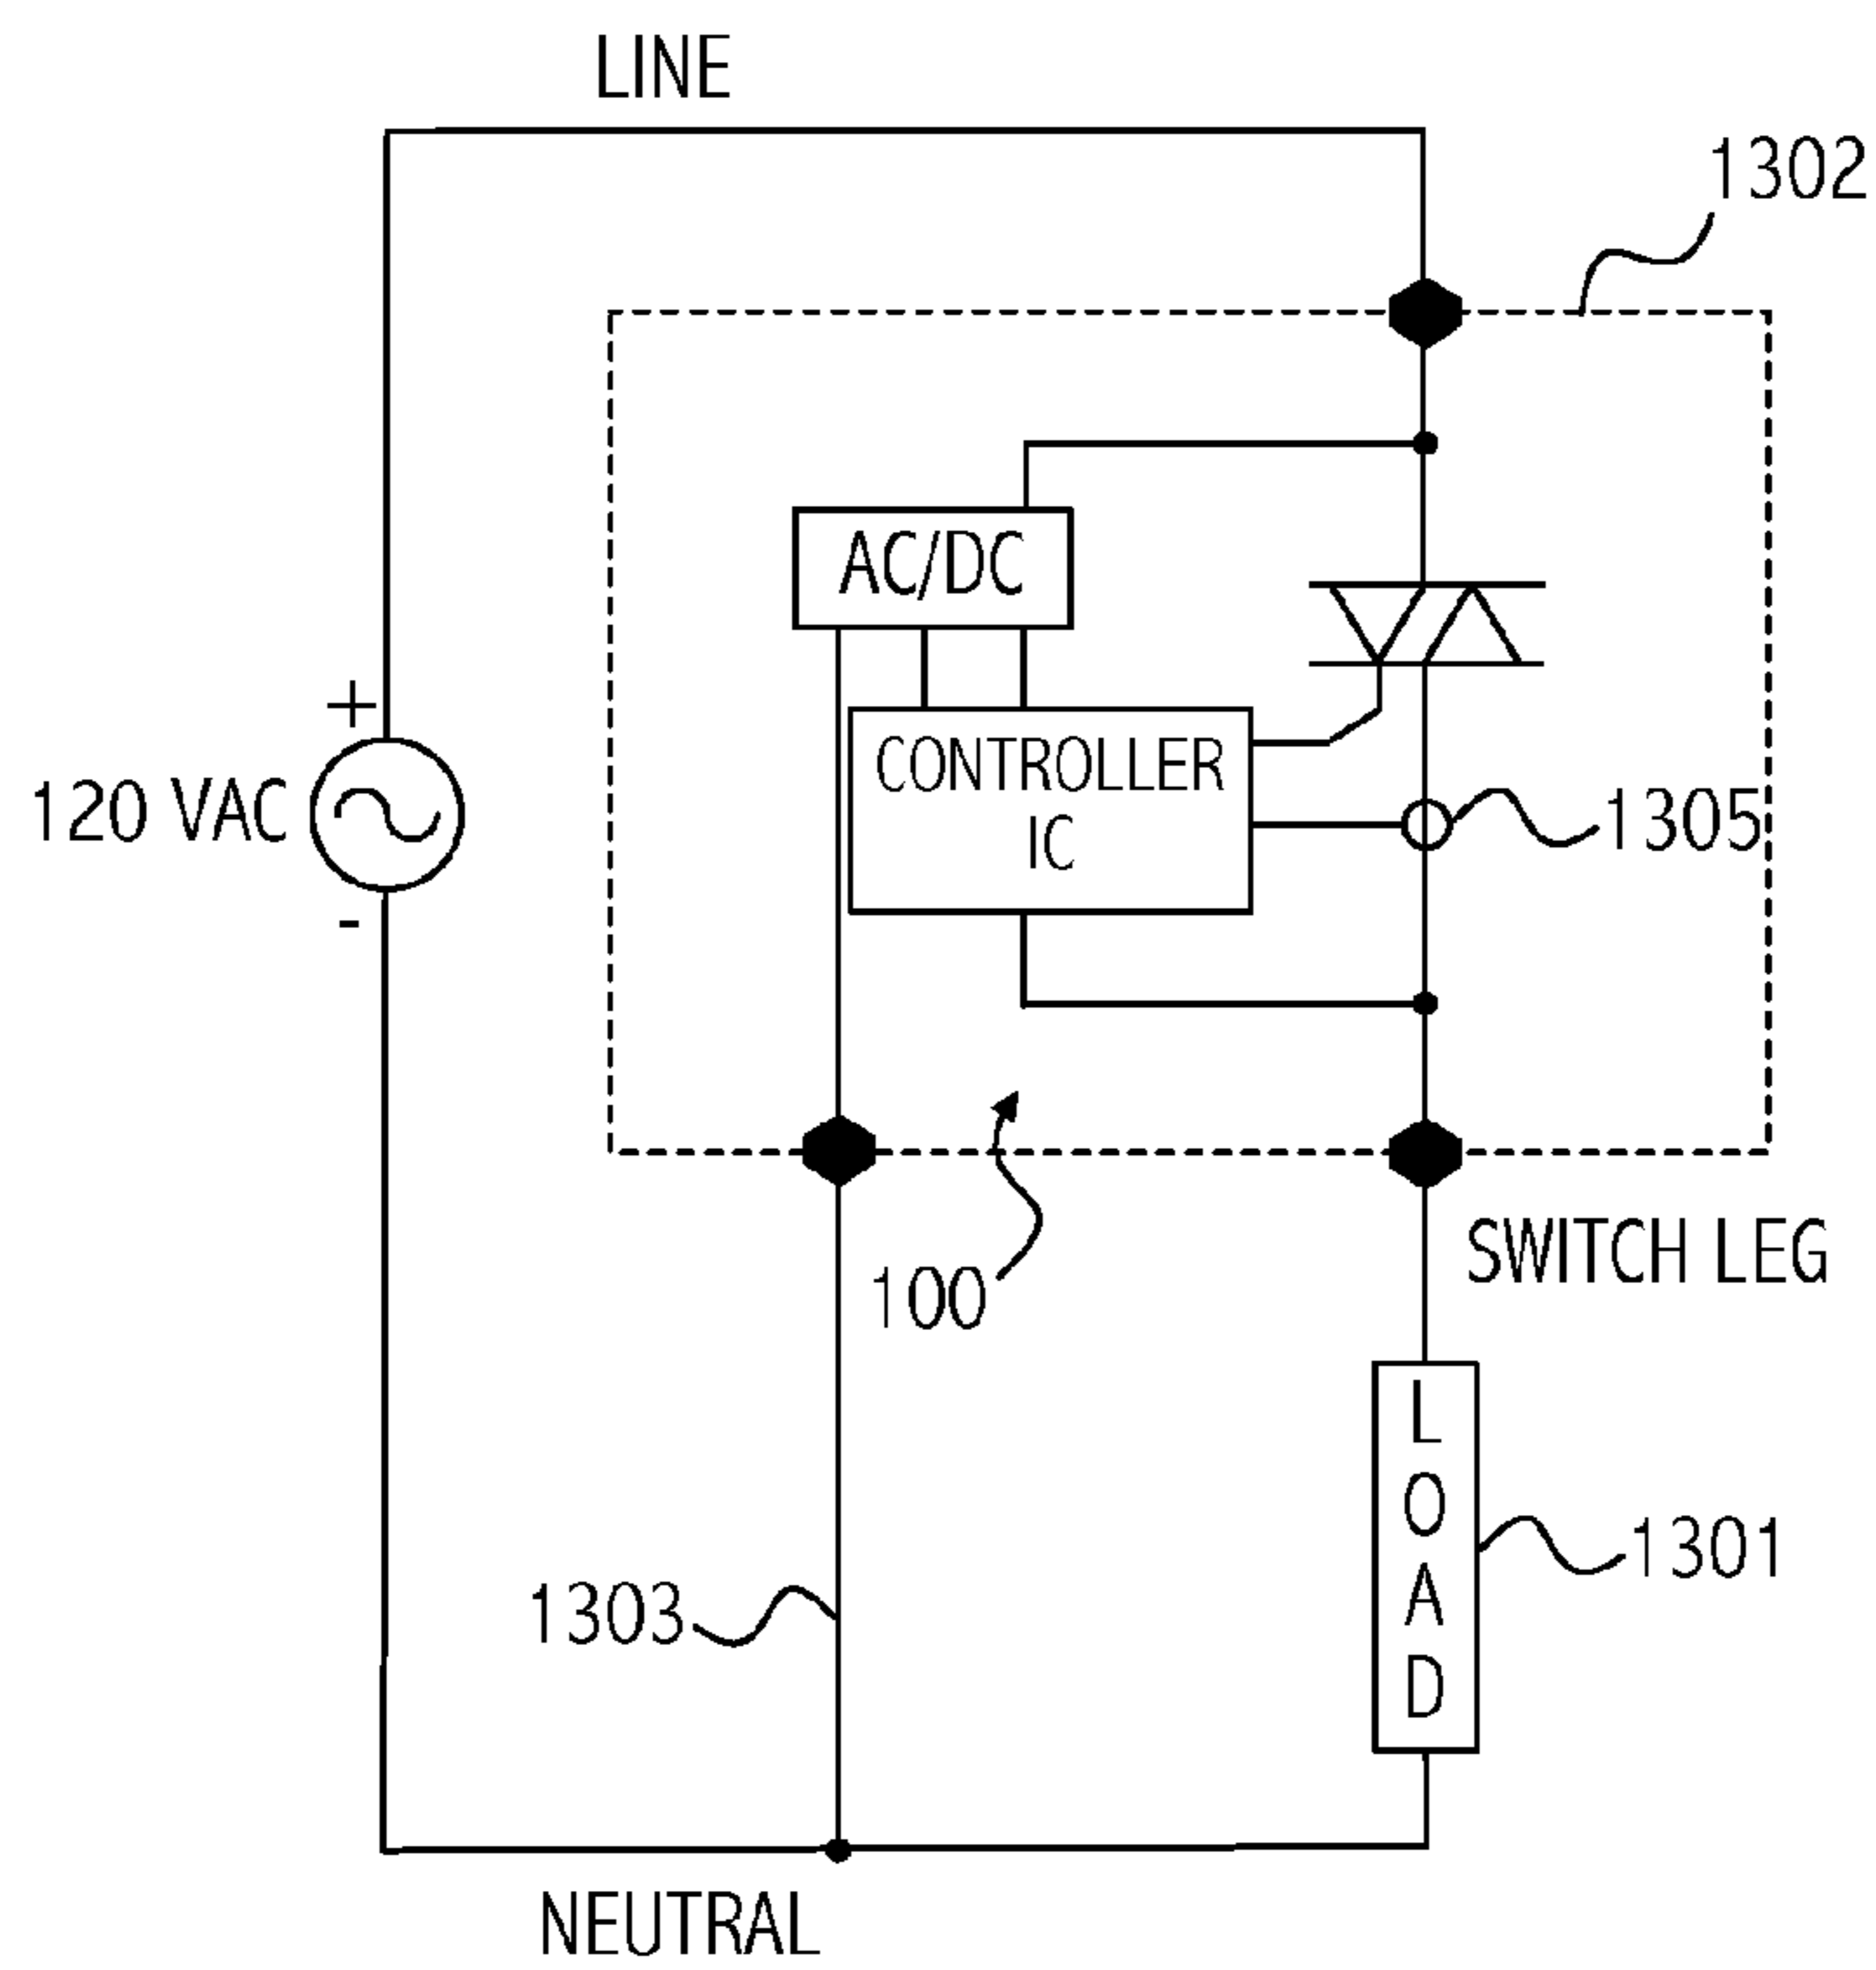 LINE
1302
AC/DC
+
120 VAC
-
CONTROLLER
IC
1305
100
SWITCH LEG
L
O
A
D
1301
1303
NEUTRAL